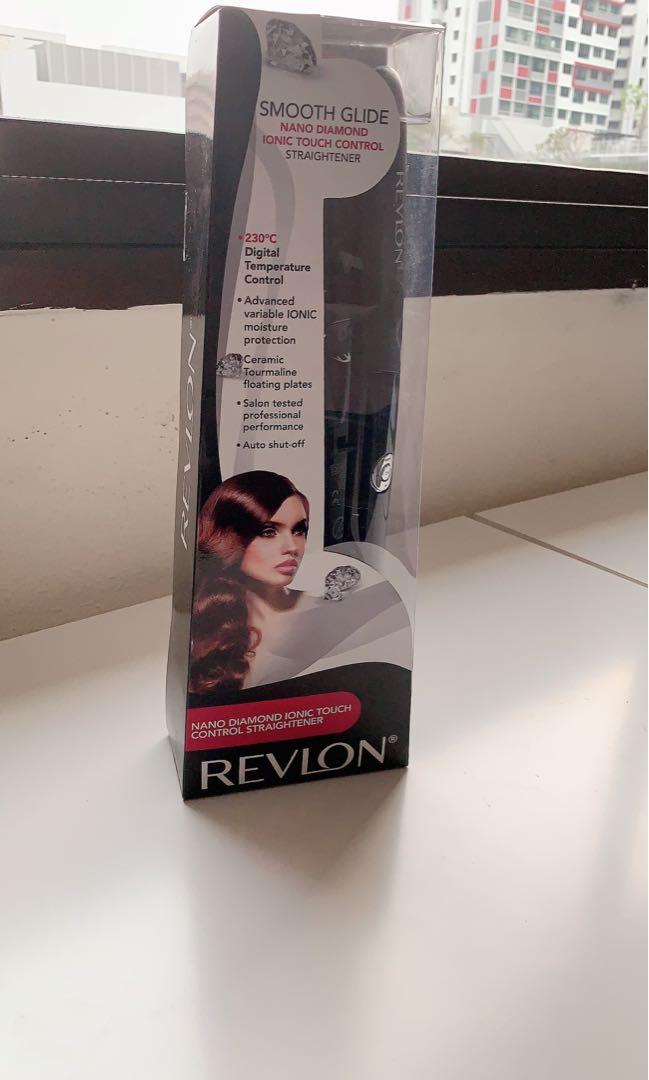 SMOOTH GLIDE
NANO DIAMOND
IONIC TOUCH CONTROL
STRAIGHTENER
REVLON
• 230°C
Digital
Temperature
Control
• Advanced
variable IONIC
moisture
protection
Ceramic
Tourmaline
floating plates
• Salon tested
professional
performance
• Auto shut-off
REVLON
NANO DIAMOND IONIC TOUCH
CONTROL STRAIGHTENER
REVLON®